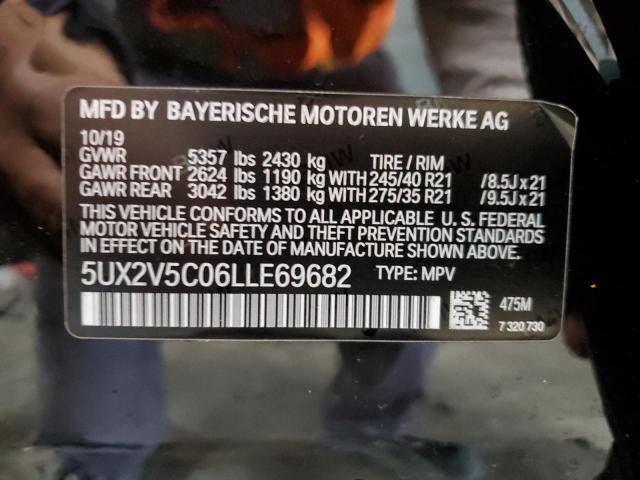 MFD BY BAYERISCHE MOTOREN WERKE AG
10/19
GVWR 5357 lbs 2430 kg TIRE / RIM
GAWR FRONT 2624 lbs 1190 kg WITH 245/40 R21 /8.5J x 21
GAWR REAR 3042 lbs 1380 kg WITH 275/35 R21 /9.5J x 21
THIS VEHICLE CONFORMS TO ALL APPLICABLE U. S. FEDERAL
MOTOR VEHICLE SAFETY AND THEFT PREVENTION STANDARDS
IN EFFECT ON THE DATE OF MANUFACTURE SHOWN ABOVE.
5UX2V5C06LLE69682 TYPE: MPV
475M
7 320 730